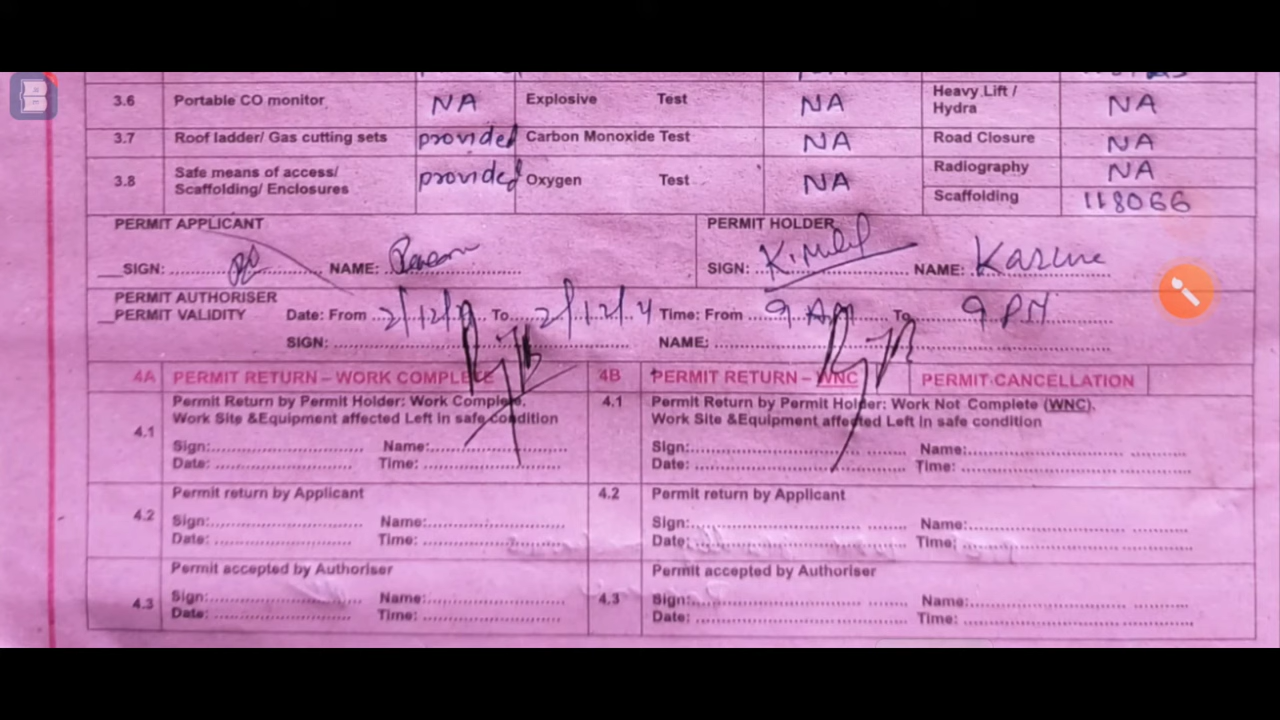 3.6 Portable CO monitor NA Explosive Test NA Heavy Lift / Hydra NA
3.7 Roof ladder/ Gas cutting sets provided Carbon Monoxide Test NA Road Closure NA
3.8 Safe means of access/ Scaffolding/ Enclosures provided Oxygen Test NA Radiography NA
Scaffolding 118066
PERMIT APPLICANT PERMIT HOLDER
SIGN: NAME: SIGN: NAME:
PERMIT AUTHORISER
PERMIT VALIDITY Date: From To 2/12/4 Time: From 9 AM To 9 PM
SIGN: NAME:
4A PERMIT RETURN – WORK COMPLETE 4B PERMIT RETURN – WNC PERMIT CANCELLATION
4.1 Permit Return by Permit Holder: Work Complete.
Work Site &Equipment affected Left in safe condition
Sign: Name:
Date: Time:
4.1 Permit Return by Permit Holder: Work Not Complete (WNC).
Work Site &Equipment affected Left in safe condition
Sign: Name:
Date: Time:
4.2 Permit return by Applicant
Sign: Name:
Date: Time:
4.2 Permit return by Applicant
Sign: Name:
Date: Time:
4.3 Permit accepted by Authoriser
Sign: Name:
Date: Time:
4.3 Permit accepted by Authoriser
Sign: Name:
Date: Time: